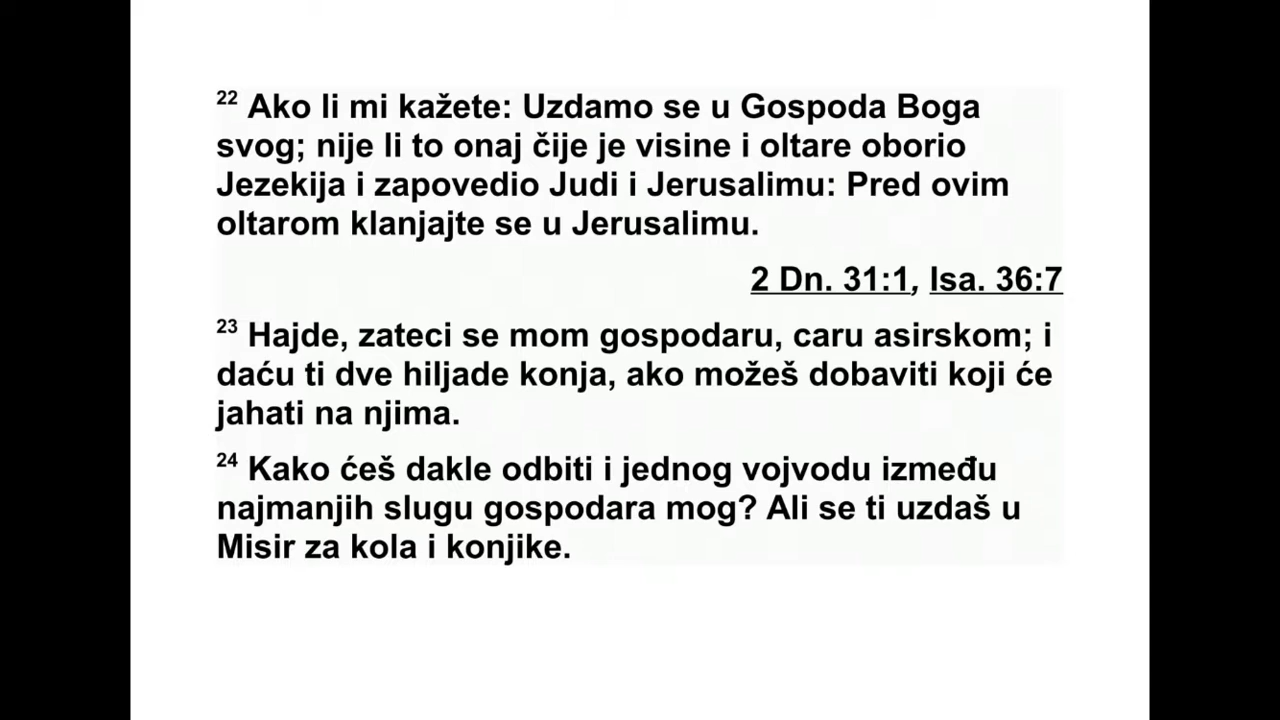 22 Ako li mi kažete: Uzdamo se u Gospoda Boga
svog; nije li to onaj čije je visine i oltare oborio
Jezekija i zapovedio Judi i Jerusalimu: Pred ovim
oltarom klanjajte se u Jerusalimu.
2 Dn. 31:1, Isa. 36:7
23 Hajde, zateci se mom gospodaru, caru asirskom; i
daću ti dve hiljade konja, ako možeš dobaviti koji će
jahati na njima.
24 Kako ćeš dakle odbiti i jednog vojvodu između
najmanjih slugu gospodara mog? Ali se ti uzdaš u
Misir za kola i konjike.